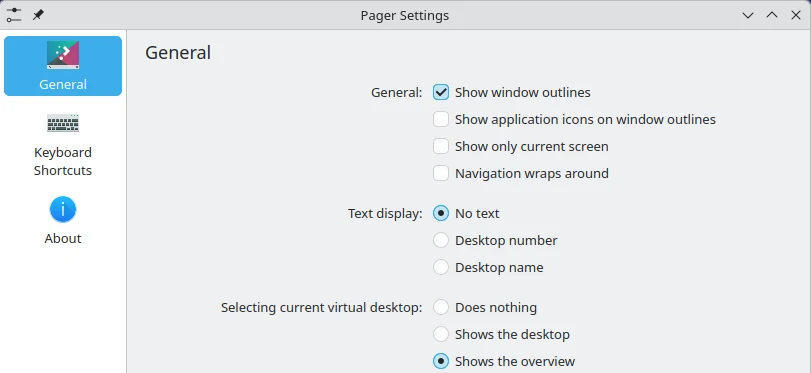 Pager Settings
General
Keyboard
Shortcuts
About
General
General: Show window outlines
Show application icons on window outlines
Show only current screen
Navigation wraps around
Text display: No text
Desktop number
Desktop name
Selecting current virtual desktop: Does nothing
Shows the desktop
Shows the overview